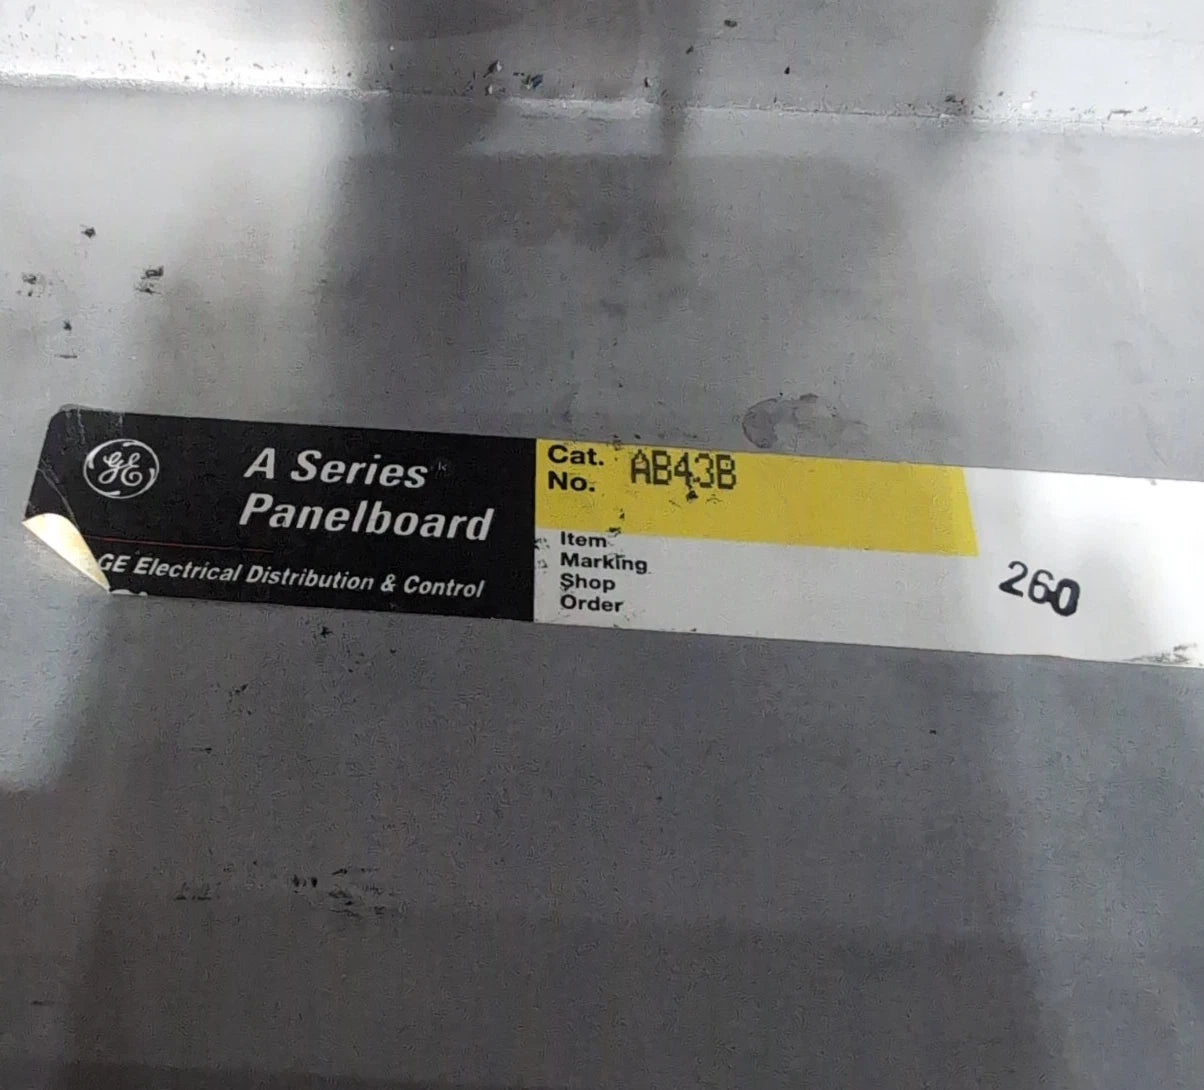 GE
A Series
Panelboard
GE Electrical Distribution & Control
Cat. No. AB43B
Item
Marking
Shop
Order
260